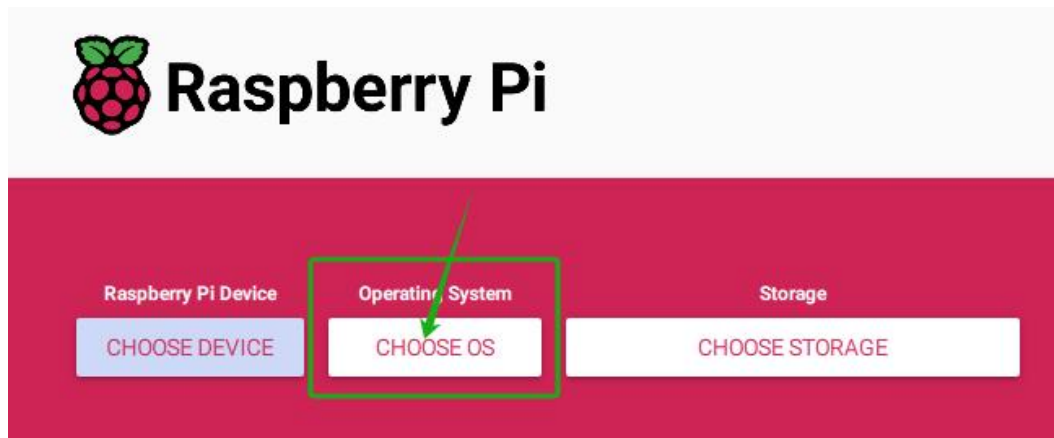 Raspberry Pi
Raspberry Pi Device
Operating System
Storage
CHOOSE DEVICE
CHOOSE OS
CHOOSE STORAGE